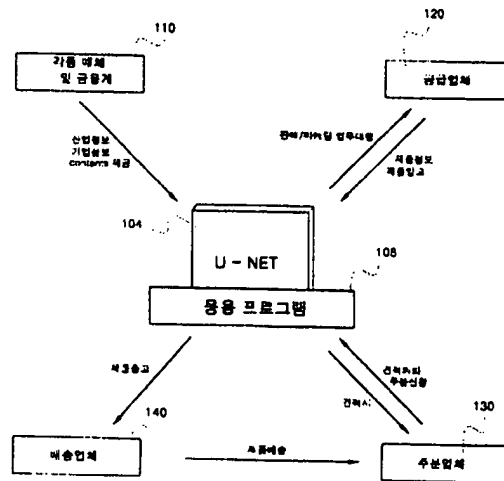 110
각종 매체
및 금융계
120
공급업체
산업정보
기업정보
contents 제공
판매/마케팅 업무대행
제품정보
제품입고
104
U - NET
108
응용 프로그램
제품출고
견적의뢰
주문신청
견적서
140
배송업체
제품배송
130
주문업체